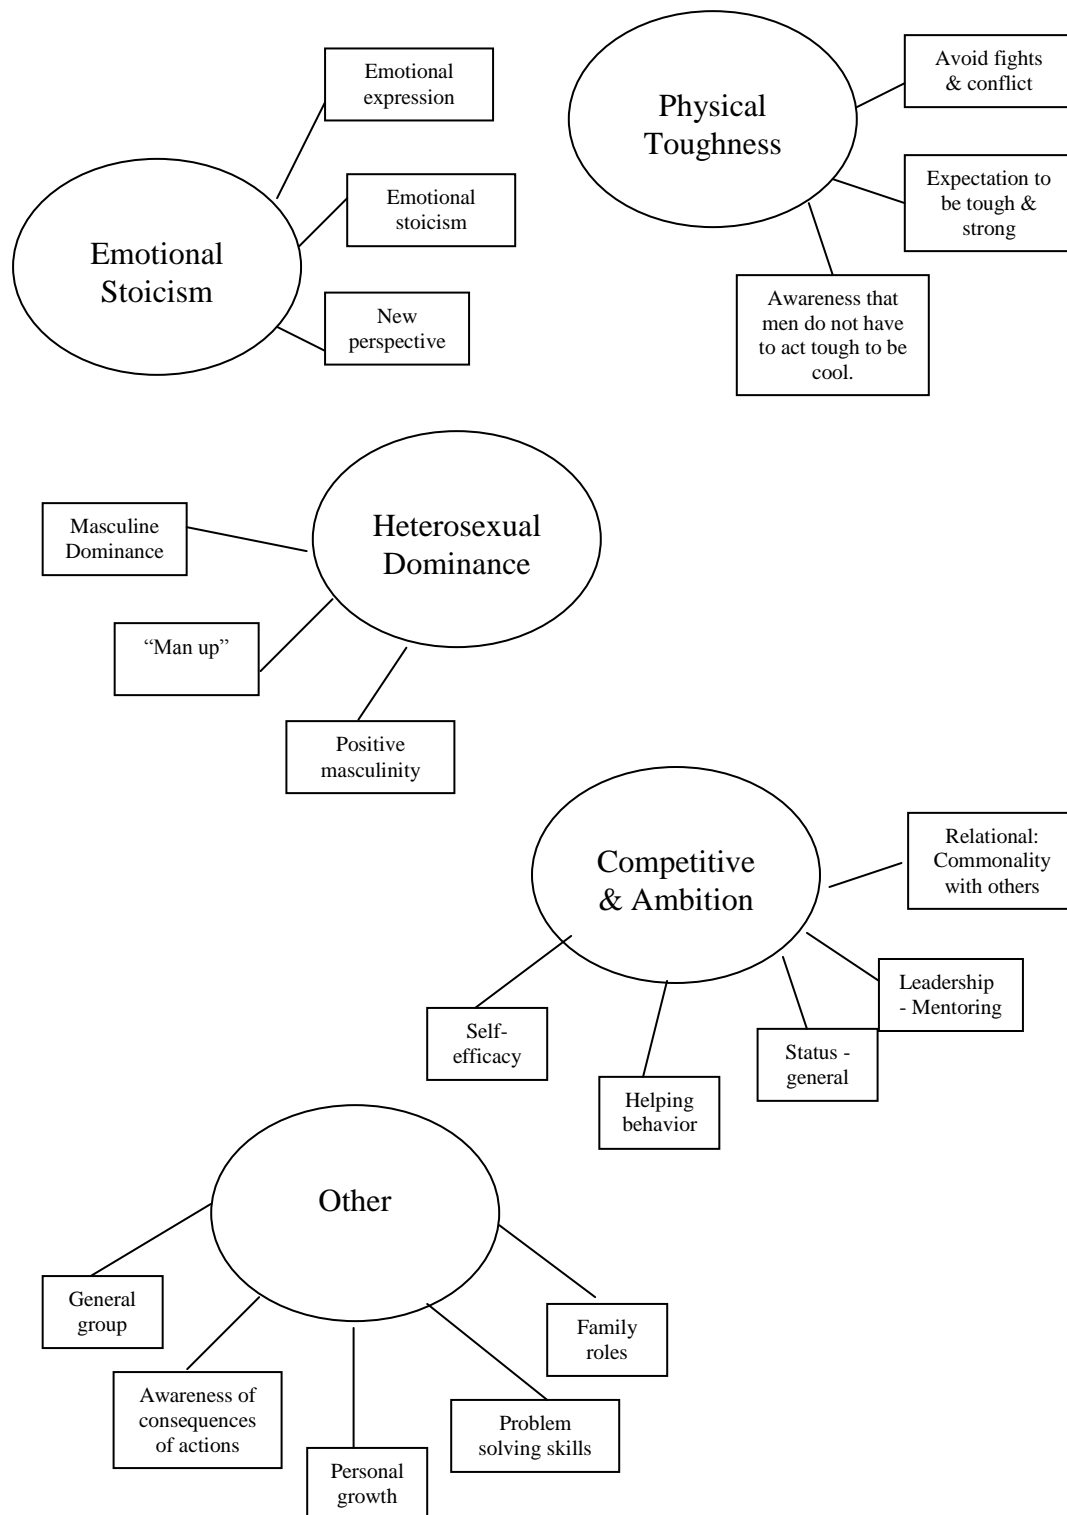 Emotional
expression
Emotional
stoicism
New
perspective
Emotional
Stoicism
Physical
Toughness
Avoid fights
& conflict
Expectation to
be tough &
strong
Awareness that
men do not have
to act tough to be
cool.
Heterosexual
Dominance
Masculine
Dominance
“Man up”
Positive
masculinity
Competitive
& Ambition
Relational:
Commonality
with others
Leadership
- Mentoring
Status -
general
Helping
behavior
Self-
efficacy
Other
General
group
Awareness of
consequences
of actions
Personal
growth
Problem
solving skills
Family
roles